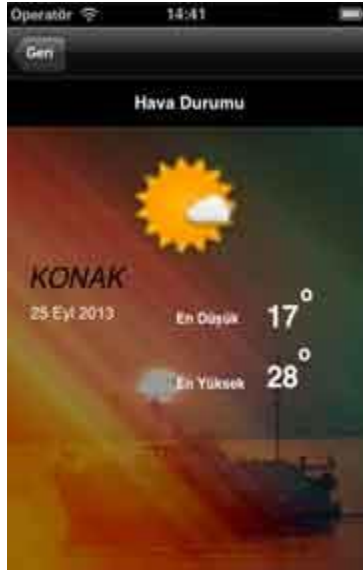 Operatör 14:41
Geri
Hava Durumu
KONAK
25 Eyl 2013
En Düşük 17°
En Yüksek 28°